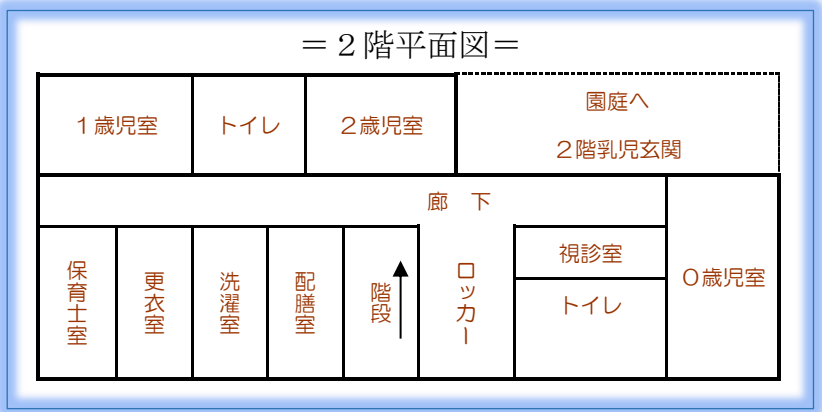 ＝２階平面図＝
１歳児室
トイレ
２歳児室
園庭へ
２階乳児玄関
廊　下
保育士室
更衣室
洗濯室
配膳室
階段
ロッカー
視診室
トイレ
０歳児室